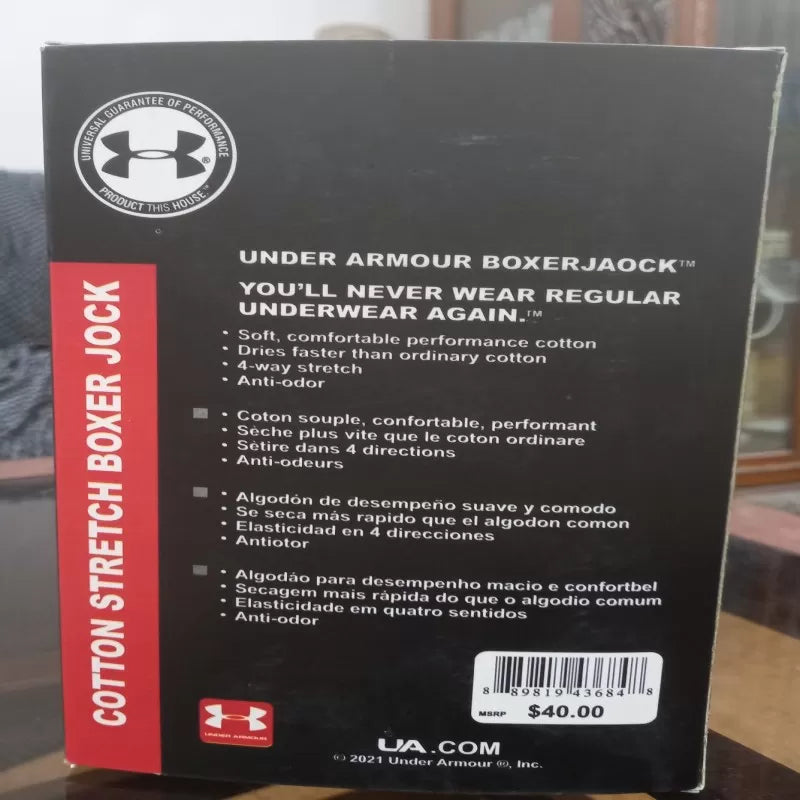 UNIVERSAL GUARANTEE OF PERFORMANCE
®
PRODUCT THIS HOUSE™
COTTON STRETCH BOXER JOCK
UNDER ARMOUR BOXERJAOCK™
YOU'LL NEVER WEAR REGULAR
UNDERWEAR AGAIN.™
• Soft, comfortable performance cotton
• Dries faster than ordinary cotton
• 4-way stretch
• Anti-odor
• Coton souple, confortable, performant
• Sèche plus vite que le coton ordinare
• Sètire dans 4 directions
• Anti-odeurs
• Algodón de desempeño suave y comodo
• Se seca más rapido que el algodon comon
• Elasticidad en 4 direcciones
• Antiotor
• Algodáo para desempenho macio e confortbel
• Secagem mais rápida do que o algodio comum
• Elasticidade em quatro sentidos
• Anti-odor
8 89819 43684 8
MSRP $40.00
UNDER ARMOUR
UA.COM
© 2021 Under Armour ®, Inc.